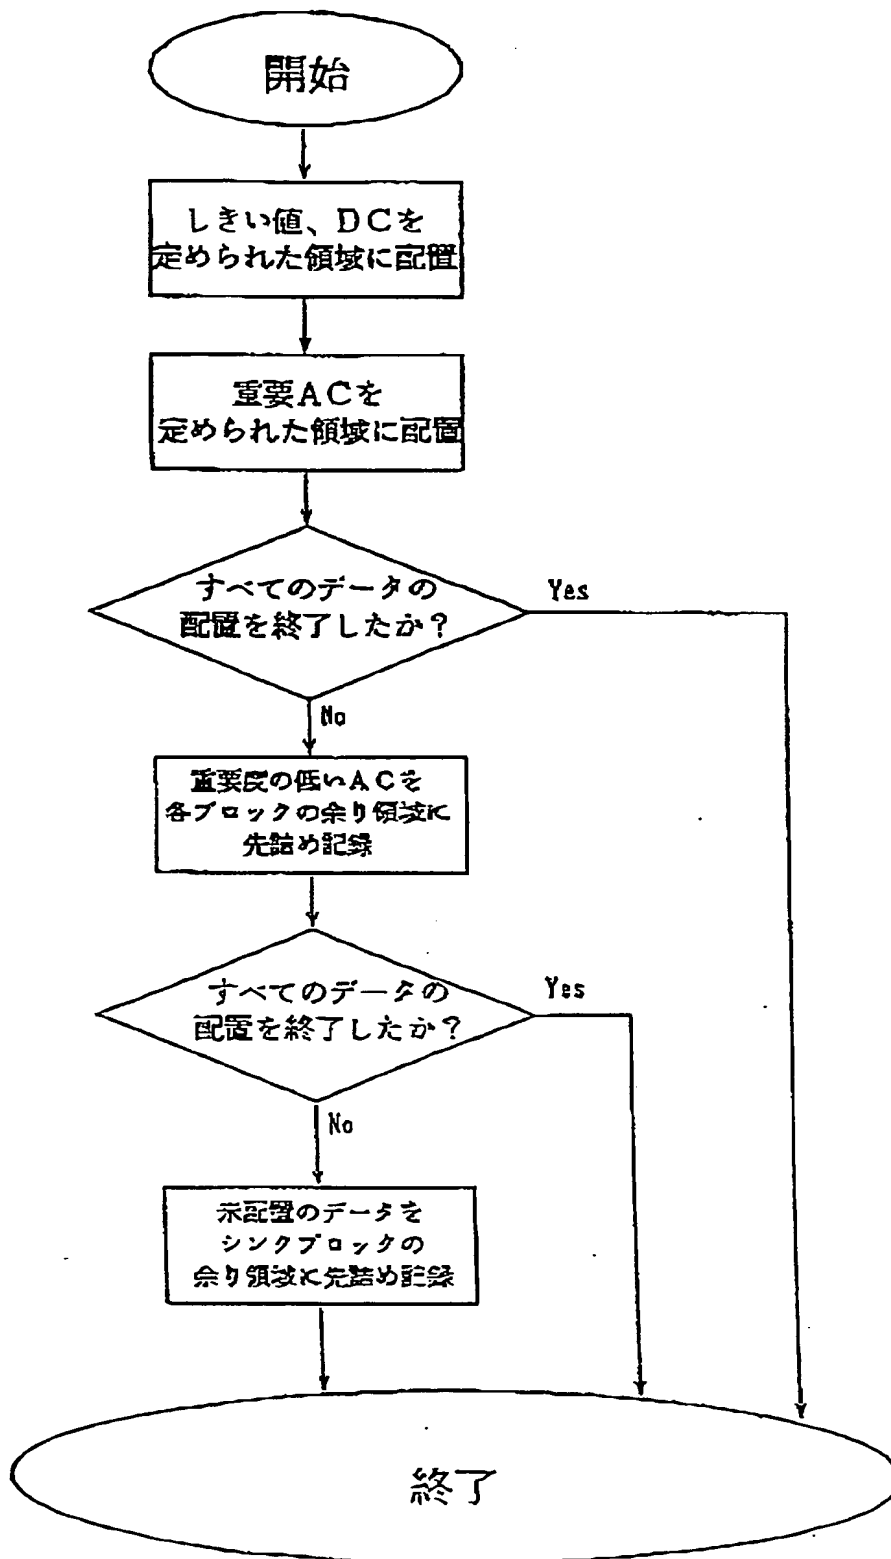 開始
しきい値、DCを
定められた領域に配置
重要ACを
定められた領域に配置
すべてのデータの
配置を終了したか?
Yes
No
重要度の低いACを
各ブロックの余り領域に
先詰め記録
すべてのデータの
配置を終了したか?
Yes
No
未配置のデータを
シンクブロックの
余り領域に先詰め記録
終了